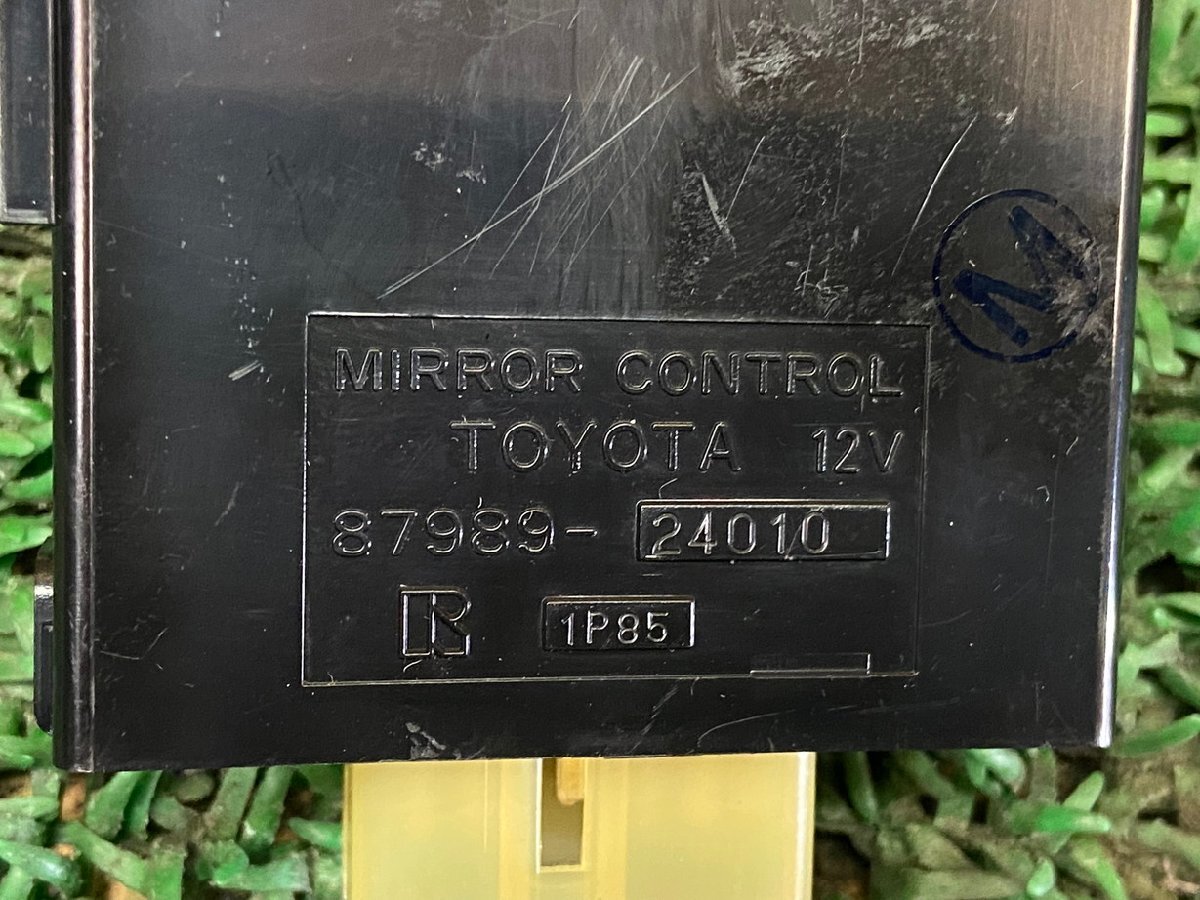 M
MIRROR CONTROL
TOYOTA 12V
87989-24010
R 1P85